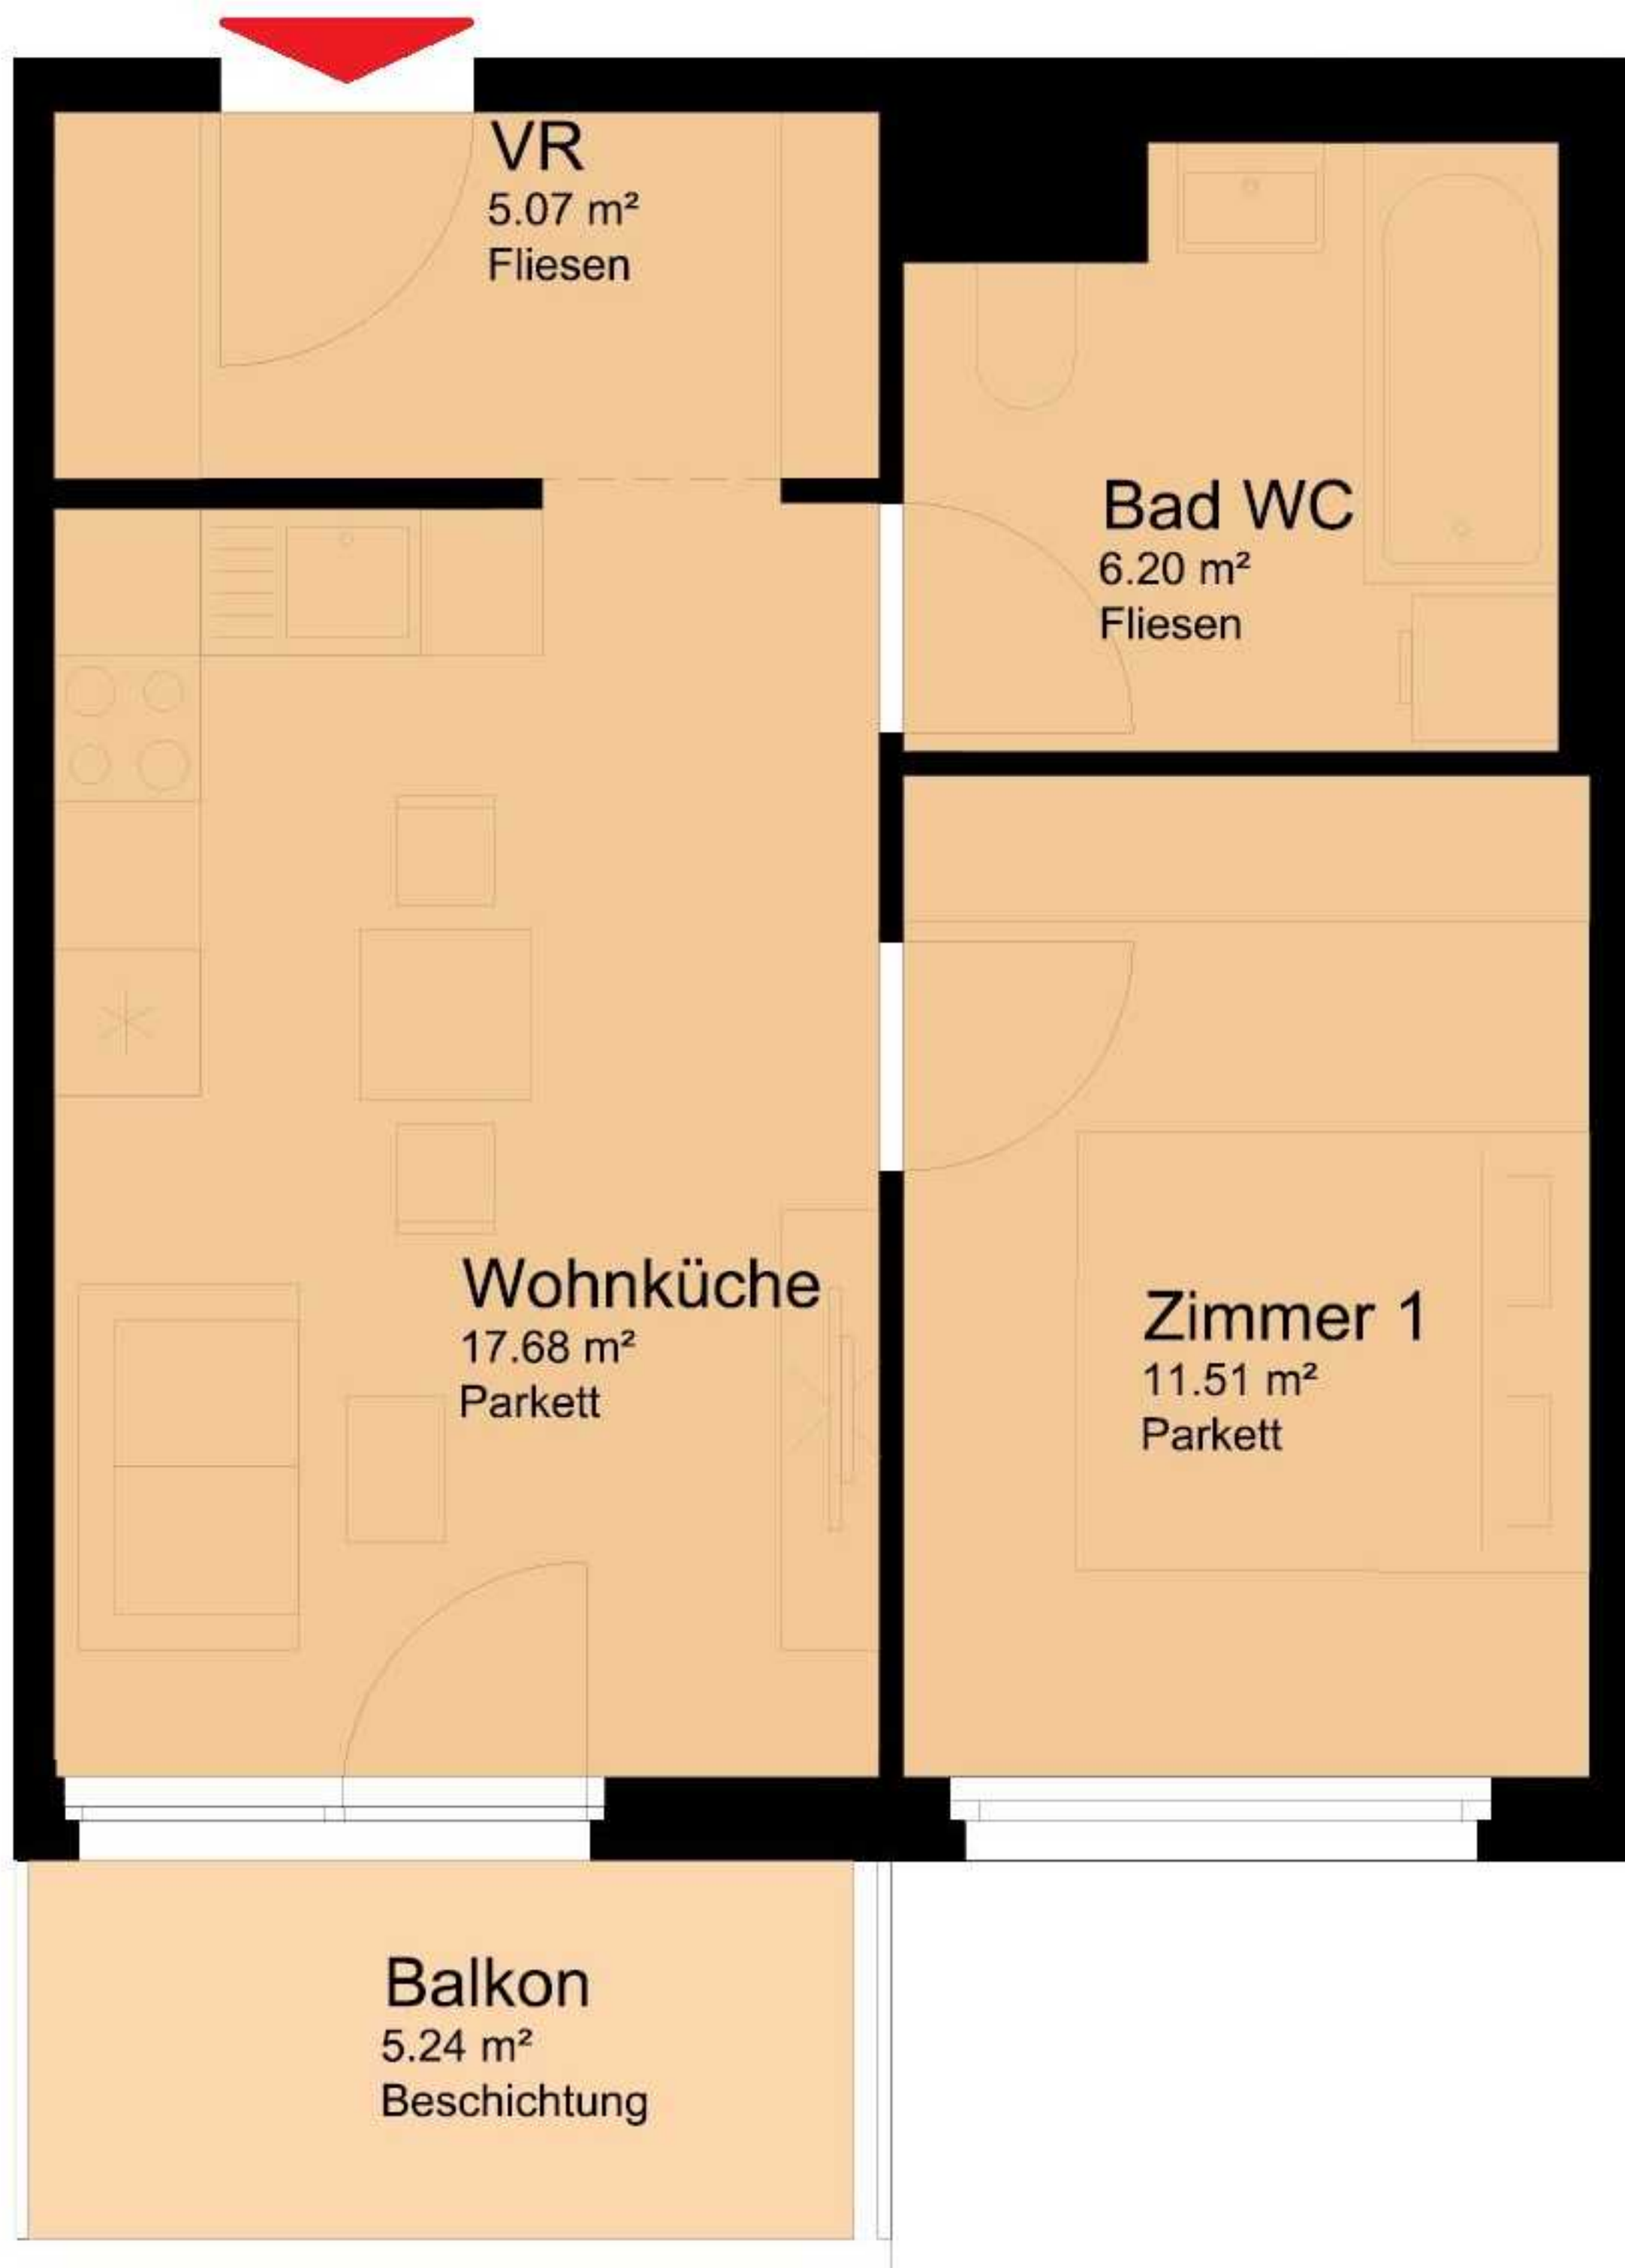 VR
5.07 m²
Fliesen
Bad WC
6.20 m²
Fliesen
Wohnküche
17.68 m²
Parkett
Zimmer 1
11.51 m²
Parkett
Balkon
5.24 m²
Beschichtung